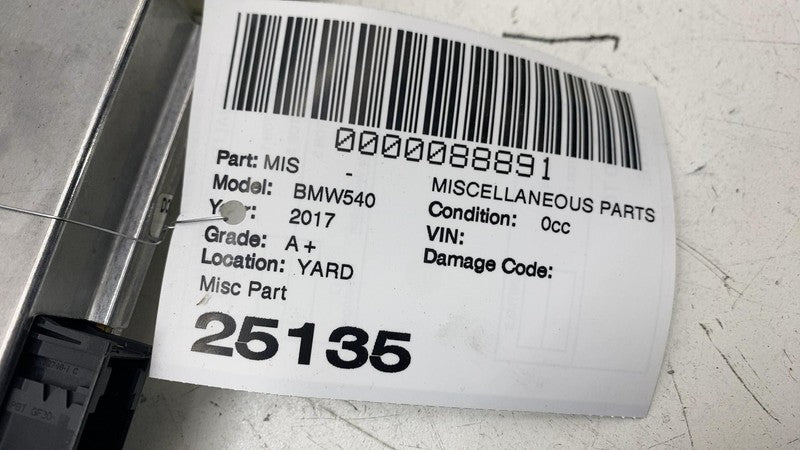 0000088891
Part: MIS -
MISCELLANEOUS PARTS
Model: BMW540
Condition: 0cc
Year: 2017
VIN:
Grade: A+
Damage Code:
Location: YARD
Misc Part
25135